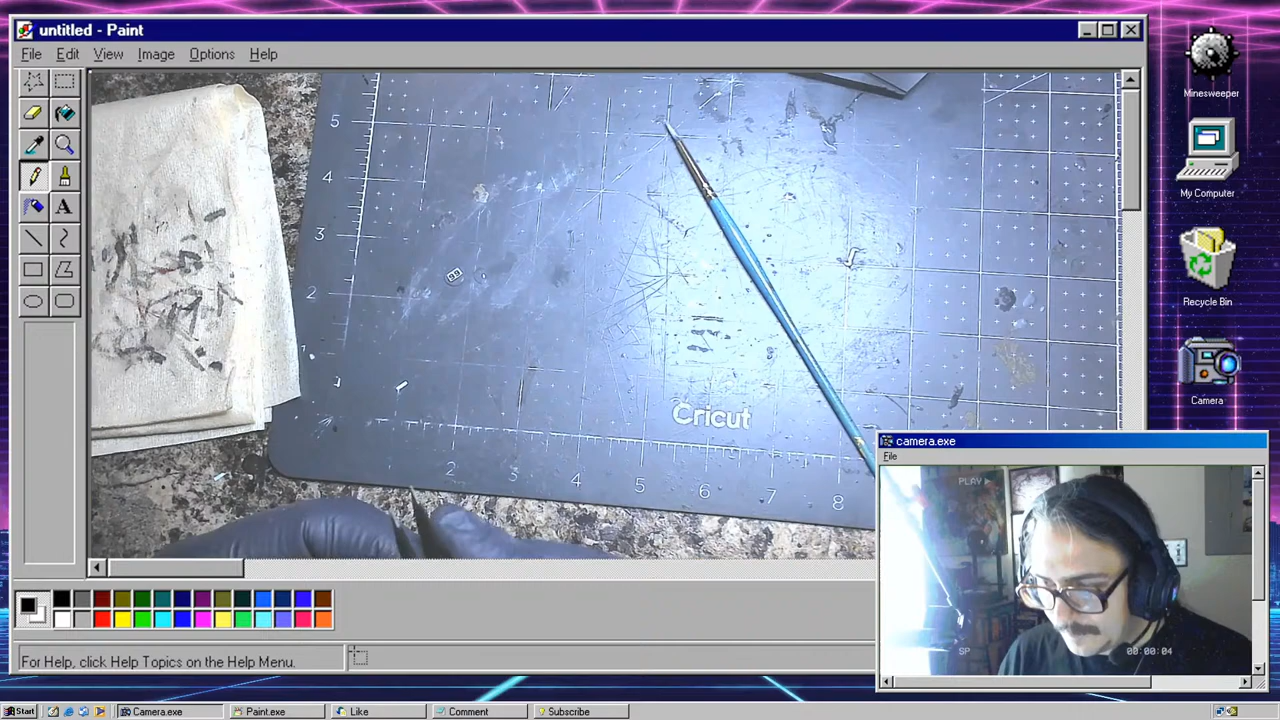 untitled - Paint
File Edit View Image Options Help
Minesweeper
My Computer
Recycle Bin
Camera
5
4
3
2
Cricut
2 3 4 5 6 7 8
camera.exe
File
PLAY
SP 00:00:04
For Help, click Help Topics on the Help Menu.
Start Camera.exe Paint.exe Like Comment Subscribe